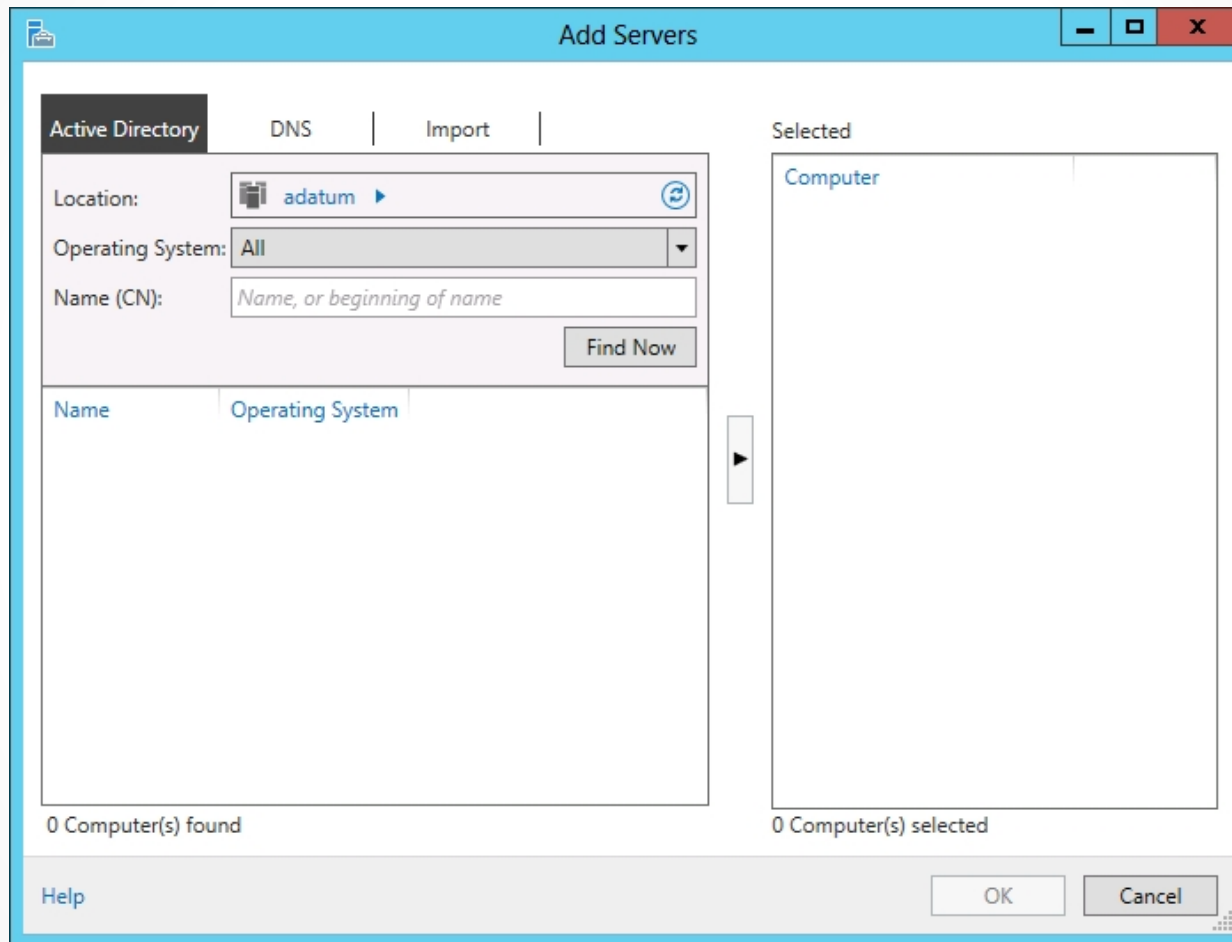 Add Servers
Active Directory
DNS
Import
Location:
adatum
Operating System:
All
Name (CN):
Name, or beginning of name
Find Now
Name
Operating System
0 Computer(s) found
Selected
Computer
0 Computer(s) selected
Help
OK
Cancel